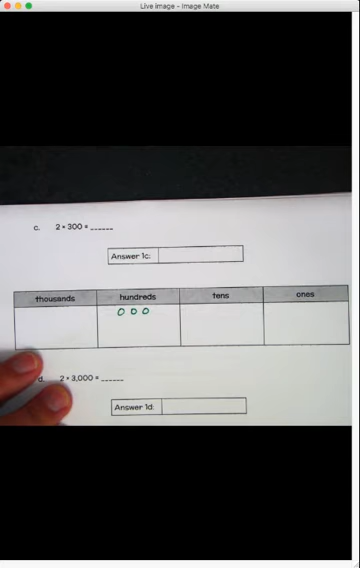 Live image - Image Mate
c. 2 × 300 = ______
Answer 1c:
thousands hundreds tens ones
d. 2 × 3,000 = ______
Answer 1d: